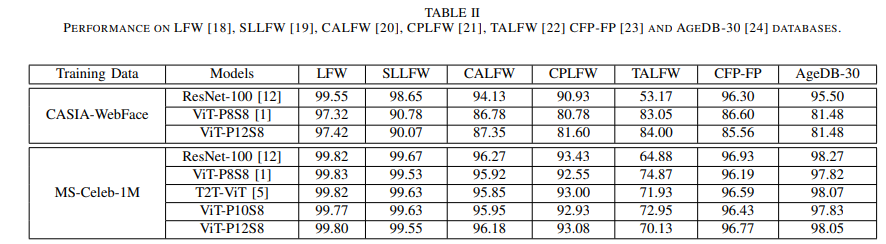 TABLE II
PERFORMANCE ON LFW [18], SLLFW [19], CALFW [20], CPLFW [21], TALFW [22] CFP-FP [23] AND AGEDB-30 [24] DATABASES.
Training Data Models LFW SLLFW CALFW CPLFW TALFW CFP-FP AgeDB-30
CASIA-WebFace
ResNet-100 [12] 99.55 98.65 94.13 90.93 53.17 96.30 95.50
ViT-P8S8 [1] 97.32 90.78 86.78 80.78 83.05 86.60 81.48
ViT-P12S8 97.42 90.07 87.35 81.60 84.00 85.56 81.48
MS-Celeb-1M
ResNet-100 [12] 99.82 99.67 96.27 93.43 64.88 96.93 98.27
ViT-P8S8 [1] 99.83 99.53 95.92 92.55 74.87 96.19 97.82
T2T-ViT [5] 99.82 99.63 95.85 93.00 71.93 96.59 98.07
ViT-P10S8 99.77 99.63 95.95 92.93 72.95 96.43 97.83
ViT-P12S8 99.80 99.55 96.18 93.08 70.13 96.77 98.05